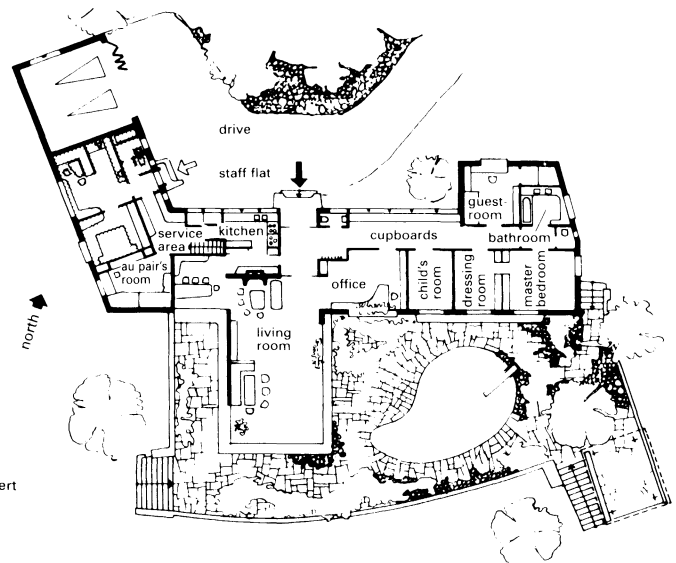 drive
staff flat
guest-
room
kitchen
service
area
cupboards
bathroom
au pair's
room
office
child's
room
dressing
room
master
bedroom
north
living
room
ert